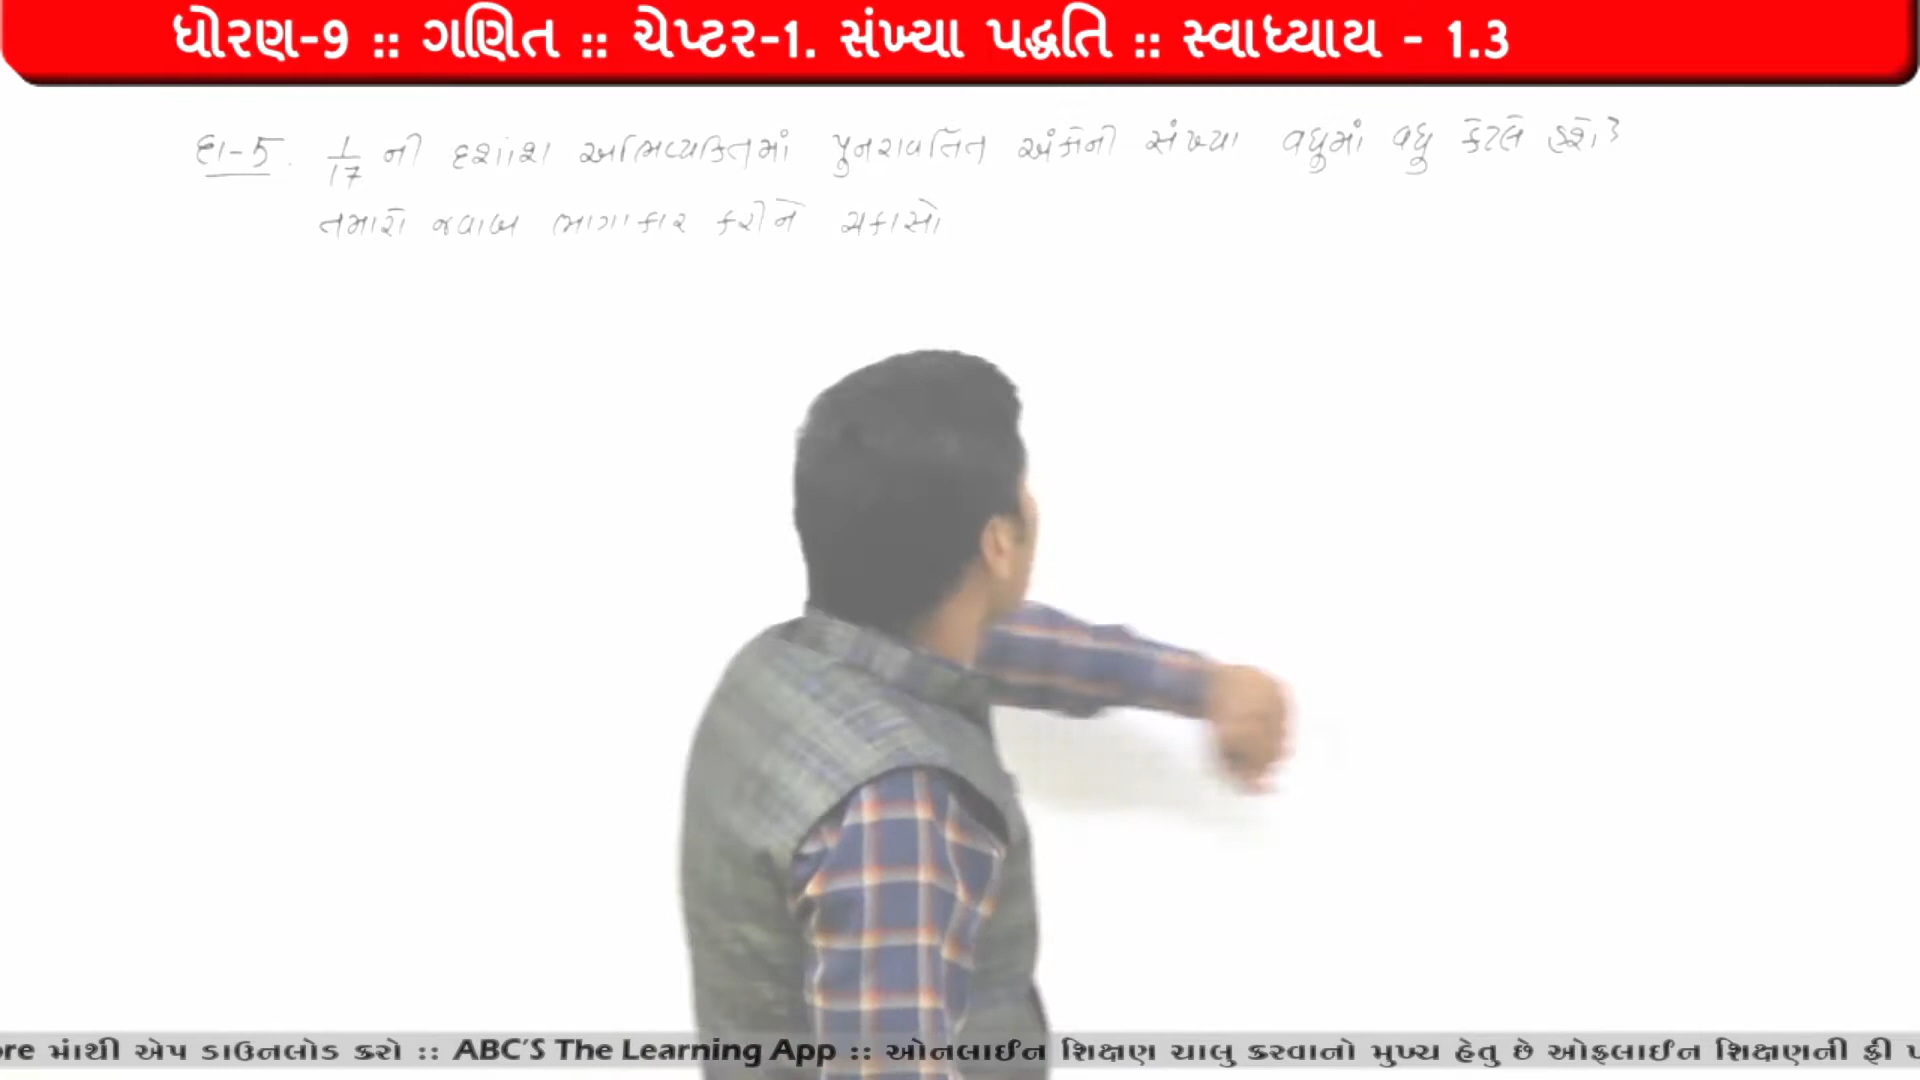 ધોરણ-9 :: ગણિત :: ચેપ્ટર-1. સંખ્યા પદ્ધતિ :: સ્વાધ્યાય - 1.3
દા-5. 1/17 ની દશાંશ અભિવ્યક્તિમાં પુનરાવર્તિત અંકોની સંખ્યા વધુમાં વધુ કેટલી હશે?
તમારો જવાબ ભાગાકાર કરીને ચકાસો
re માંથી એપ ડાઉનલોડ કરો :: ABC'S The Learning App :: ઓનલાઈન શિક્ષણ ચાલુ કરવાનો મુખ્ય હેતુ છે ઓફલાઈન શિક્ષણની ફ્રી